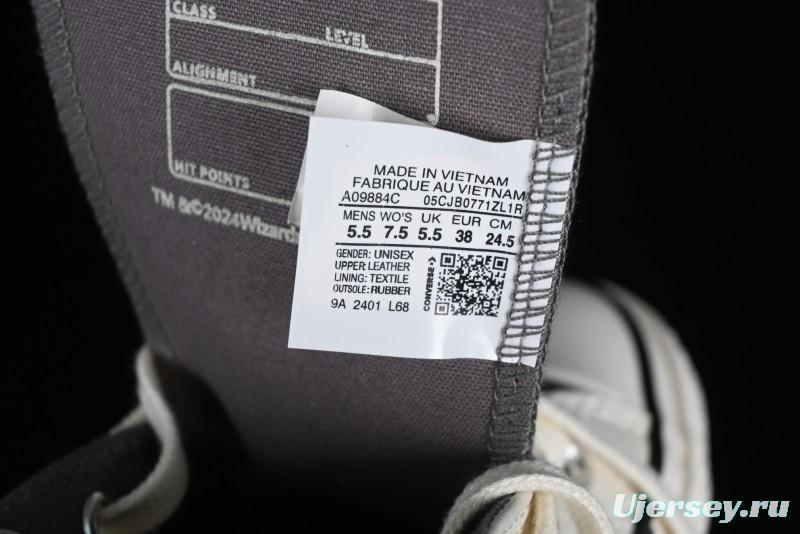 CLASS
LEVEL
ALIGNMENT
HIT POINTS
TM &©2024Wizards
MADE IN VIETNAM
FABRIQUE AU VIETNAM
A09884C 05CJB0771ZL1R
MENS WO'S UK EUR CM
5.5 7.5 5.5 38 24.5
GENDER: UNISEX
UPPER: LEATHER
LINING: TEXTILE
OUTSOLE: RUBBER
9A 2401 L68
CONVERSE
Ujersey.ru